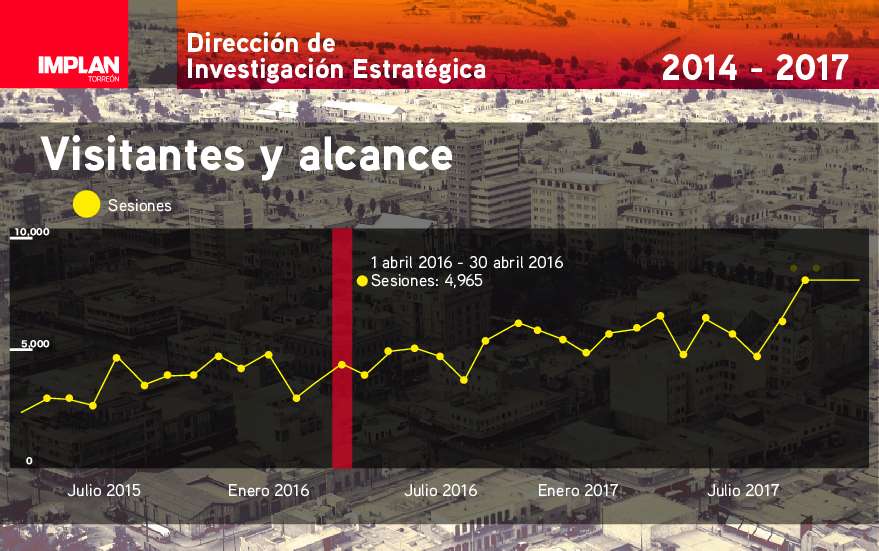 IMPLAN
TORREÓN
Dirección de
Investigación Estratégica
2014 - 2017
Visitantes y alcance
Sesiones
10,000
1 abril 2016 - 30 abril 2016
Sesiones: 4,965
5,000
0
Julio 2015
Enero 2016
Julio 2016
Enero 2017
Julio 2017